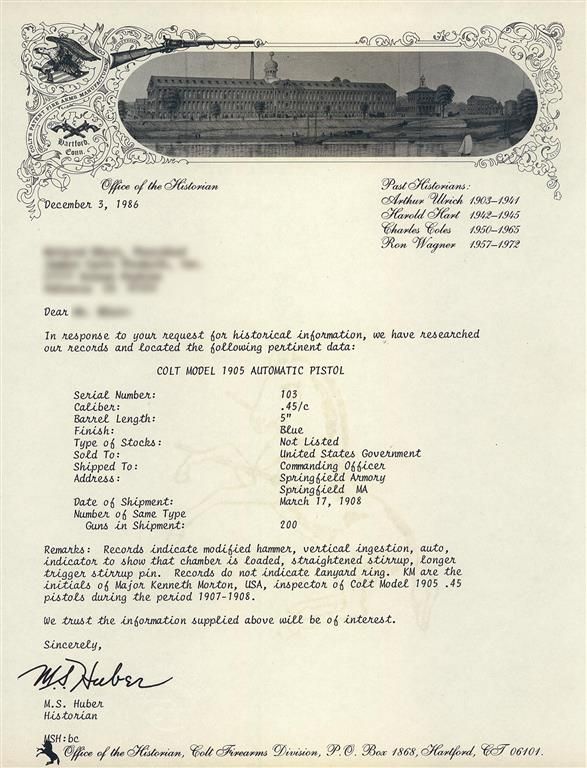 Hartford,
Conn.
Office of the Historian
December 3, 1986
Past Historians:
Arthur Ulrich 1903–1941
Harold Hart 1942–1945
Charles Coles 1950–1965
Ron Wagner 1957–1972
Dear
In response to your request for historical information, we have researched
our records and located the following pertinent data:
COLT MODEL 1905 AUTOMATIC PISTOL
Serial Number: 103
Caliber: .45/c
Barrel Length: 5"
Finish: Blue
Type of Stocks: Not Listed
Sold To: United States Government
Shipped To: Commanding Officer
Address: Springfield Armory
Springfield MA
Date of Shipment: March 17, 1908
Number of Same Type
Guns in Shipment: 200
Remarks: Records indicate modified hammer, vertical ingestion, auto,
indicator to show that chamber is loaded, straightened stirrup, longer
trigger stirrup pin. Records do not indicate lanyard ring. KM are the
initials of Major Kenneth Morton, USA, inspector of Colt Model 1905 .45
pistols during the period 1907-1908.
We trust the information supplied above will be of interest.
Sincerely,
M.S. Huber
M.S. Huber
Historian
MSH:bc
Office of the Historian, Colt Firearms Division, P.O. Box 1868, Hartford, CT 06101.